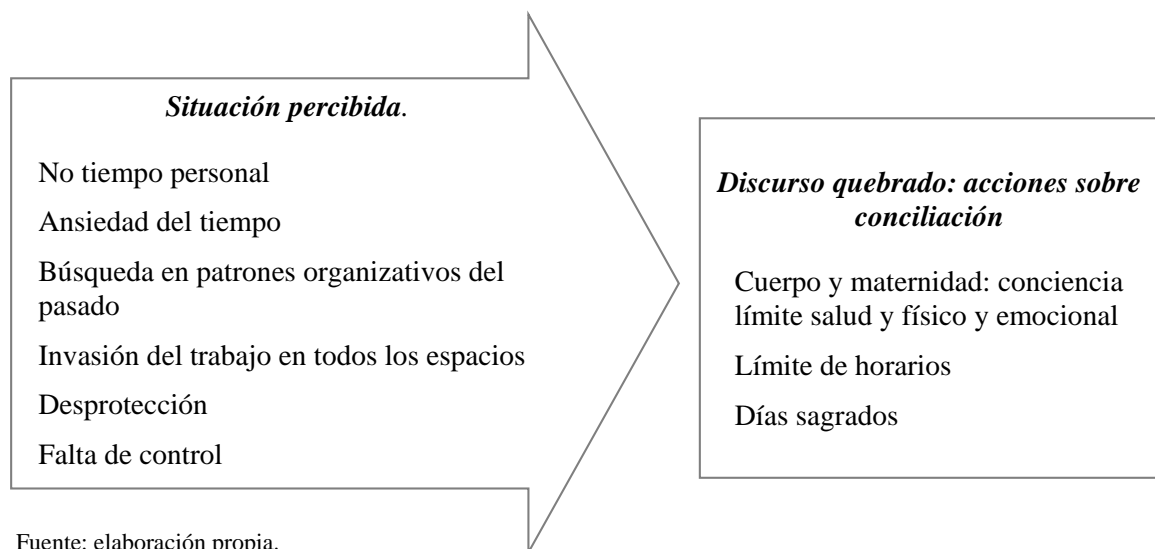 Situación percibida.
No tiempo personal
Ansiedad del tiempo
Búsqueda en patrones organizativos del
pasado
Invasión del trabajo en todos los espacios
Desprotección
Falta de control
Discurso quebrado: acciones sobre
conciliación
Cuerpo y maternidad: conciencia
límite salud y físico y emocional
Límite de horarios
Días sagrados
Fuente: elaboración propia.